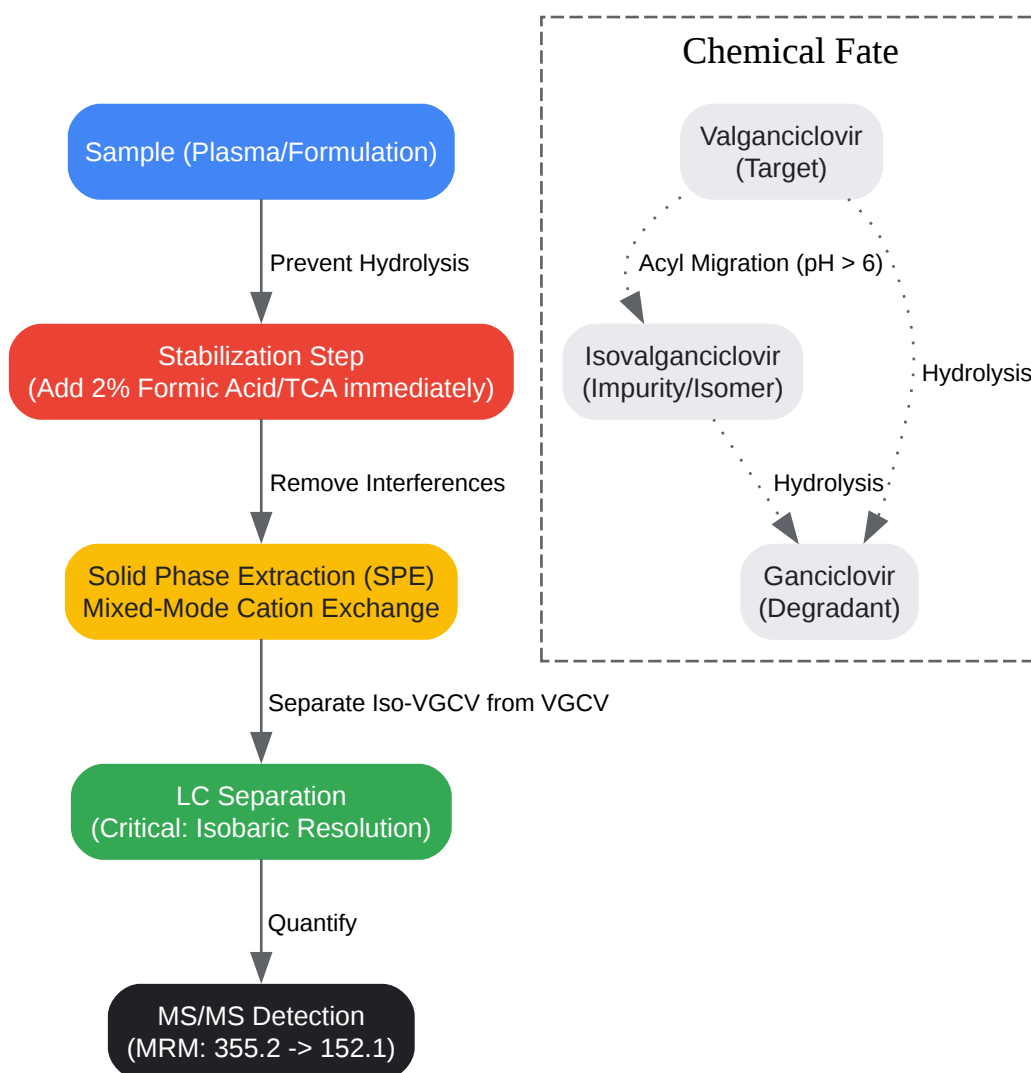 Sample (Plasma/Formulation)
Prevent Hydrolysis
Stabilization Step
(Add 2% Formic Acid/TCA immediately)
Remove Interferences
Solid Phase Extraction (SPE)
Mixed-Mode Cation Exchange
Separate Iso-VGCV from VGCV
LC Separation
(Critical: Isobaric Resolution)
Quantify
MS/MS Detection
(MRM: 355.2 -> 152.1)
Chemical Fate
Valganciclovir
(Target)
Acyl Migration (pH > 6)
Isovalganciclovir
(Impurity/Isomer)
Hydrolysis
Hydrolysis
Ganciclovir
(Degradant)